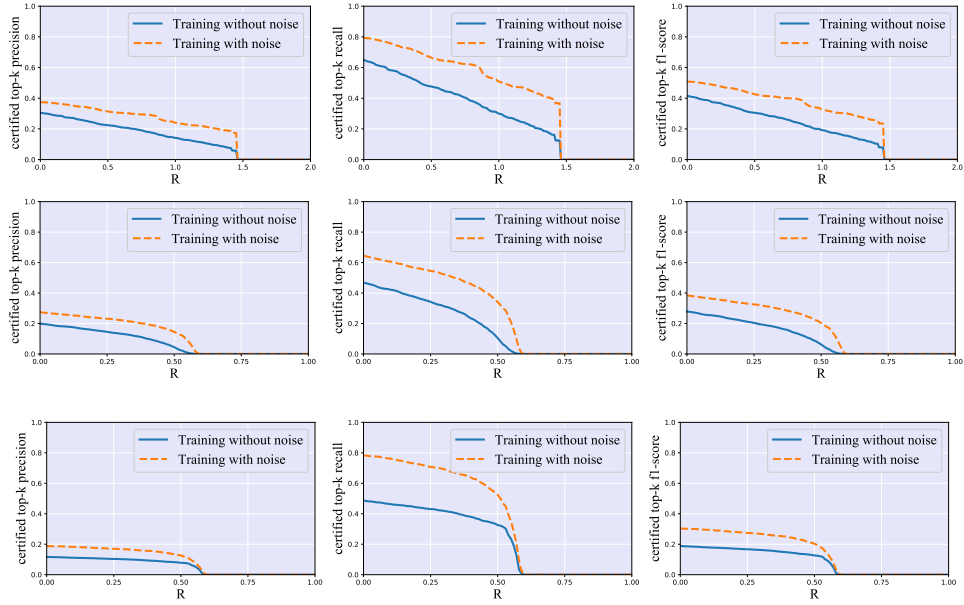 certified top-k precision
1.0
0.8
0.6
0.4
0.2
0.0
Training without noise
Training with noise
0.0 0.5 1.0 1.5 2.0
R
certified top-k recall
1.0
0.8
0.6
0.4
0.2
0.0
Training without noise
Training with noise
0.0 0.5 1.0 1.5 2.0
R
certified top-k f1-score
1.0
0.8
0.6
0.4
0.2
0.0
Training without noise
Training with noise
0.0 0.5 1.0 1.5 2.0
R
certified top-k precision
1.0
0.8
0.6
0.4
0.2
0.0
Training without noise
Training with noise
0.00 0.25 0.50 0.75 1.00
R
certified top-k recall
1.0
0.8
0.6
0.4
0.2
0.0
Training without noise
Training with noise
0.00 0.25 0.50 0.75 1.00
R
certified top-k f1-score
1.0
0.8
0.6
0.4
0.2
0.0
Training without noise
Training with noise
0.00 0.25 0.50 0.75 1.00
R
certified top-k precision
1.0
0.8
0.6
0.4
0.2
0.0
Training without noise
Training with noise
0.00 0.25 0.50 0.75 1.00
R
certified top-k recall
1.0
0.8
0.6
0.4
0.2
0.0
Training without noise
Training with noise
0.00 0.25 0.50 0.75 1.00
R
certified top-k f1-score
1.0
0.8
0.6
0.4
0.2
0.0
Training without noise
Training with noise
0.00 0.25 0.50 0.75 1.00
R